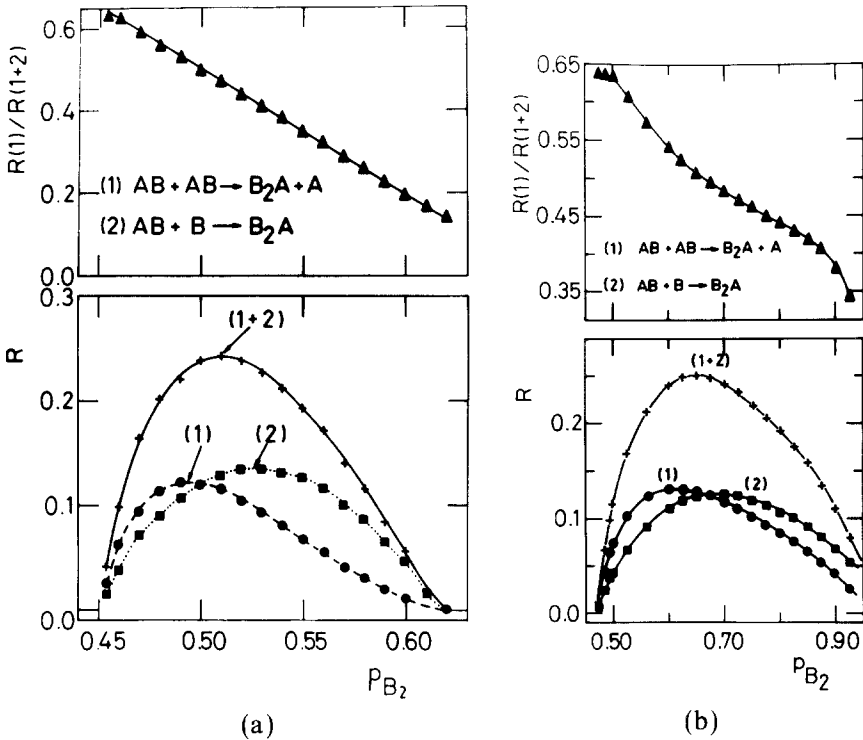 R(1)/R(1+2)
0.6
0.4
0.2
0.0
(1) AB + AB → B₂A + A
(2) AB + B → B₂A
R
0.3
0.2
0.1
0.0
(1+2)
(1)
(2)
0.45
0.50
0.55
0.60
p_B₂
(a)
R(1)/R(1+2)
0.65
0.55
0.45
0.35
(1) AB + AB → B₂A + A
(2) AB + B → B₂A
R
0.2
0.1
0.0
(1+2)
(1)
(2)
0.50
0.70
0.90
p_B₂
(b)